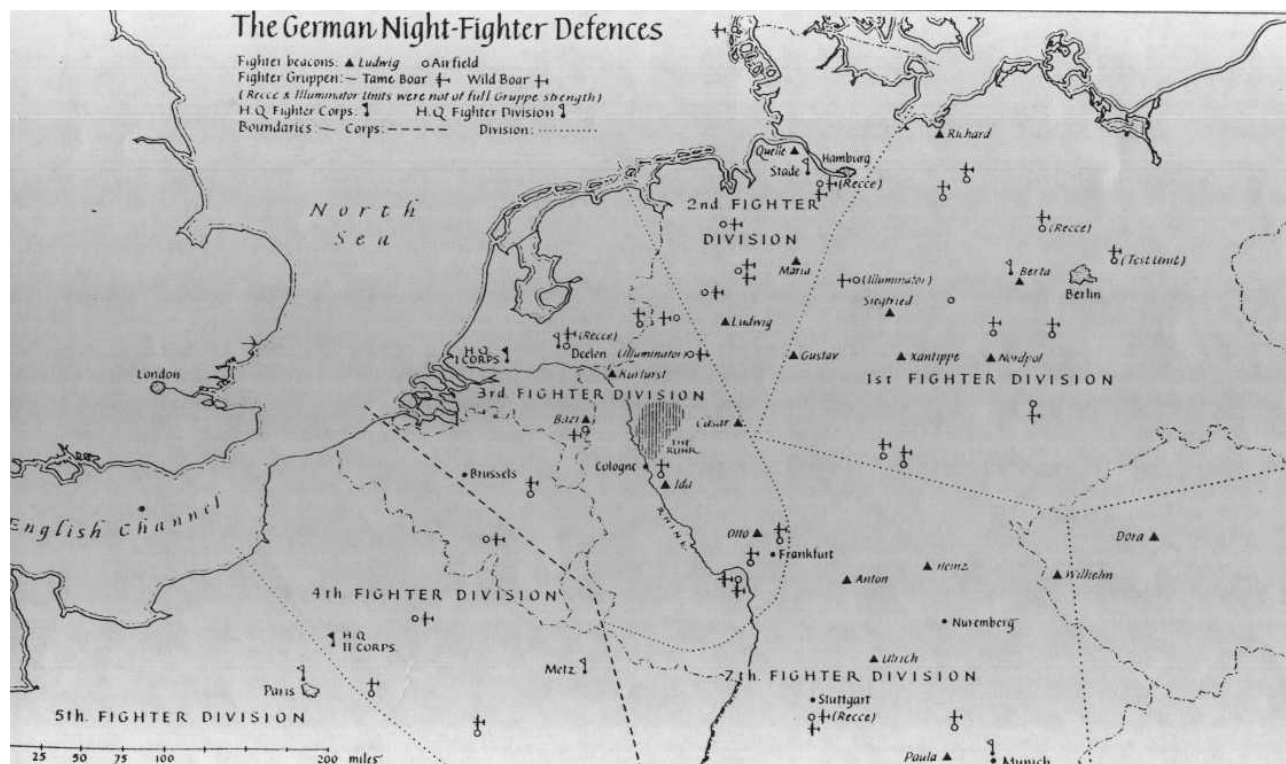 The German Night-Fighter Defences
Fighter beacons: ▲ Ludwig o Airfield
Fighter Gruppen: – Tame Boar Wild Boar
(Recce & Illuminator Units were not of full Gruppe strength)
H.Q. Fighter Corps: H.Q. Fighter Division
Boundaries: – Corps: Division:
Richard
Quelle
Hamburg
Stade
(Recce)
North
Sea
2nd. FIGHTER
DIVISION
(Recce)
Maria
(Test Unit)
(Illuminator)
Berta
Berlin
Siegfried
Ludwig
(Recce)
Deelen
(Illuminator)
H.Q.
I CORPS
Gustav
Xantippe
Nordpol
London
Kurfurst
1st. FIGHTER DIVISION
3rd. FIGHTER DIVISION
Bazi
Casar
THE
RUHR
Cologne
Brussels
Ida
RHINE
English Channel
Otto
Frankfurt
Dora
Anton
Heinz
Wilhelm
4th. FIGHTER DIVISION
Nuremberg
H Q
II CORPS
Metz
Ulrich
7th. FIGHTER DIVISION
Paris
Stuttgart
(Recce)
5th. FIGHTER DIVISION
25 50 75 100 200 miles
Paula
Munich